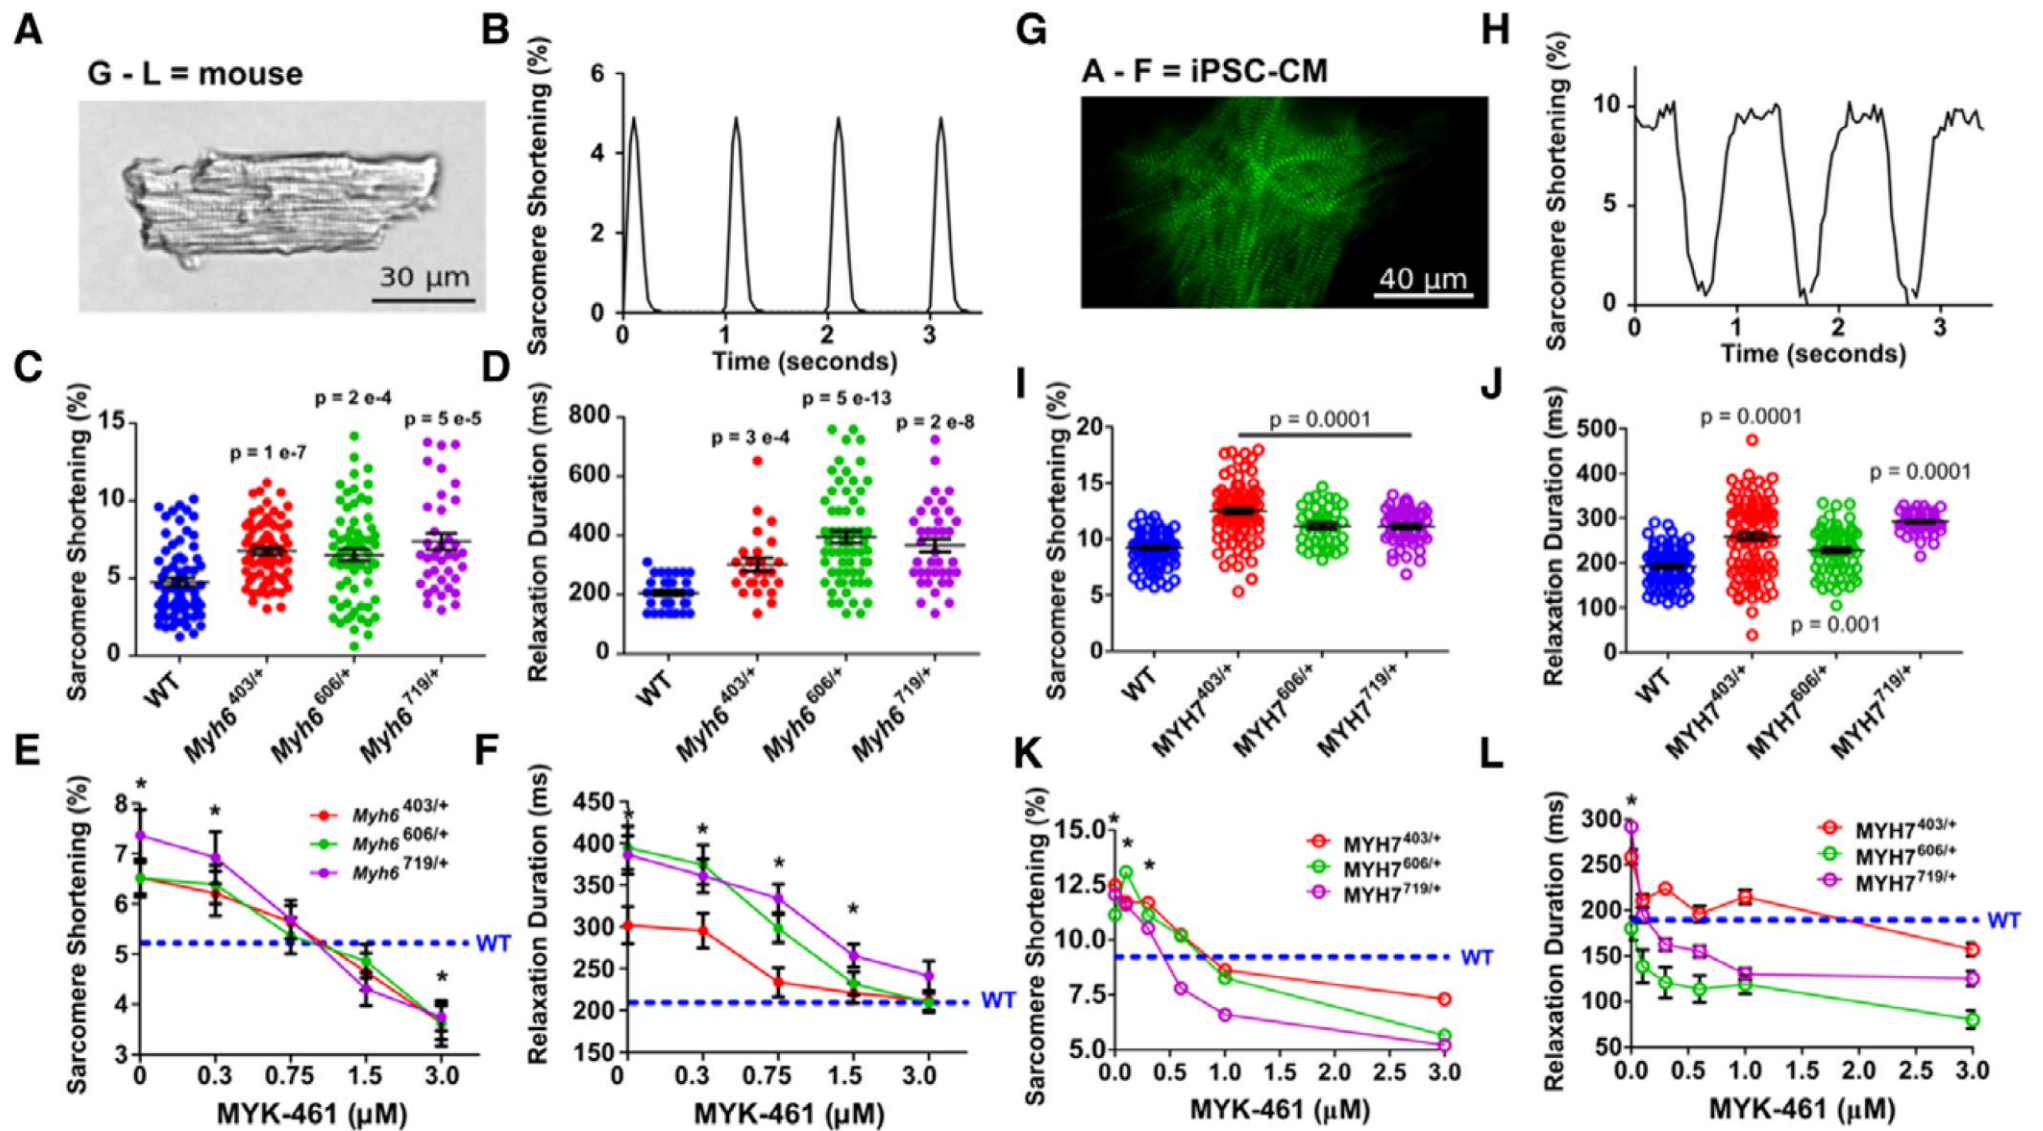 A
G - L = mouse
30 µm
B
Sarcomere Shortening (%)
6
4
2
0
0 1 2 3
Time (seconds)
G
A - F = iPSC-CM
40 µm
H
Sarcomere Shortening (%)
10
5
0
0 1 2 3
Time (seconds)
C
Sarcomere Shortening (%)
15
10
5
0
p = 1 e-7
p = 2 e-4
p = 5 e-5
WT
Myh6 403/+
Myh6 606/+
Myh6 719/+
D
Relaxation Duration (ms)
800
600
400
200
0
p = 3 e-4
p = 5 e-13
p = 2 e-8
WT
Myh6 403/+
Myh6 606/+
Myh6 719/+
I
Sarcomere Shortening (%)
20
15
10
5
0
p = 0.0001
WT
MYH7 403/+
MYH7 606/+
MYH7 719/+
J
Relaxation Duration (ms)
500
400
300
200
100
0
p = 0.0001
p = 0.001
p = 0.0001
WT
MYH7 403/+
MYH7 606/+
MYH7 719/+
E
Sarcomere Shortening (%)
8
7
6
5
4
3
* * *
Myh6 403/+
Myh6 606/+
Myh6 719/+
WT
0 0.3 0.75 1.5 3.0
MYK-461 (µM)
F
Relaxation Duration (ms)
450
400
350
300
250
200
150
* * * *
WT
0 0.3 0.75 1.5 3.0
MYK-461 (µM)
K
Sarcomere Shortening (%)
15.0
12.5
10.0
7.5
5.0
* * *
MYH7 403/+
MYH7 606/+
MYH7 719/+
WT
0.0 0.5 1.0 1.5 2.0 2.5 3.0
MYK-461 (µM)
L
Relaxation Duration (ms)
300
250
200
150
100
50
*
MYH7 403/+
MYH7 606/+
MYH7 719/+
WT
0.0 0.5 1.0 1.5 2.0 2.5 3.0
MYK-461 (µM)